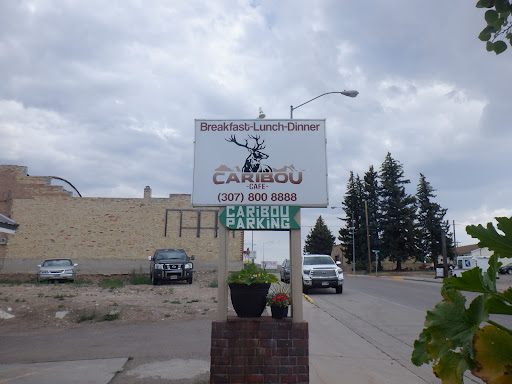 Breakfast-Lunch-Dinner
CARIBOU
-CAFE-
(307) 800 8888
CARIBOU
PARKING